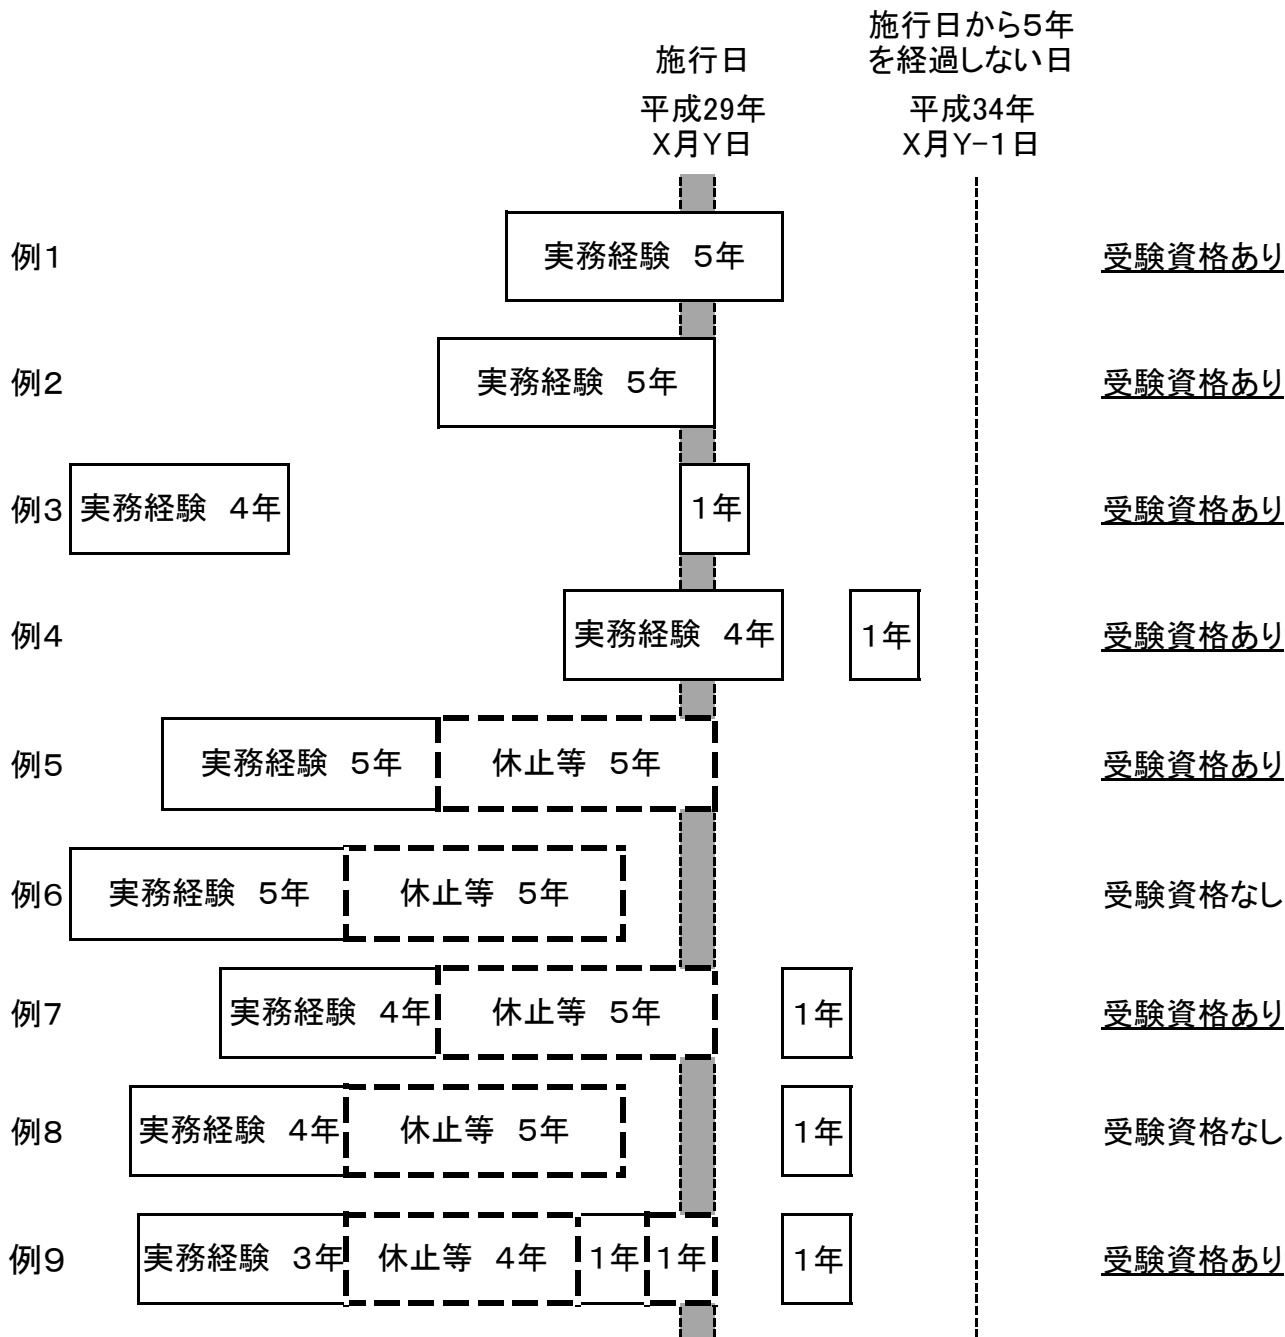 施行日
平成29年
X月Y日
施行日から5年
を経過しない日
平成34年
X月Y-1日
例1 実務経験 5年 受験資格あり
例2 実務経験 5年 受験資格あり
例3 実務経験 4年 1年 受験資格あり
例4 実務経験 4年 1年 受験資格あり
例5 実務経験 5年 休止等 5年 受験資格あり
例6 実務経験 5年 休止等 5年 受験資格なし
例7 実務経験 4年 休止等 5年 1年 受験資格あり
例8 実務経験 4年 休止等 5年 1年 受験資格なし
例9 実務経験 3年 休止等 4年 1年 1年 1年 受験資格あり